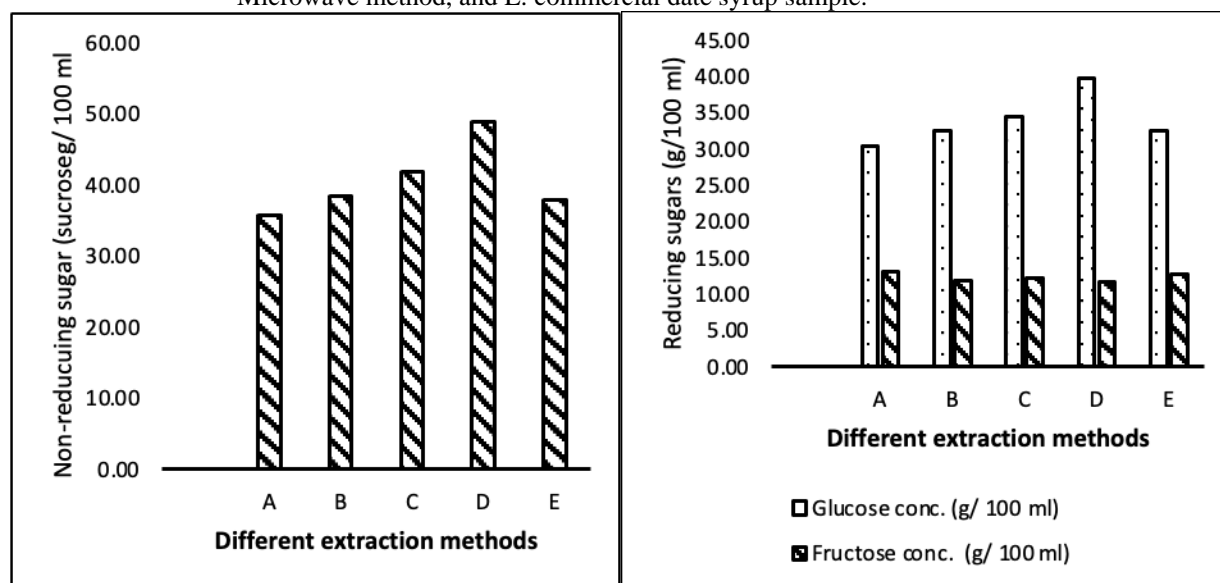 Microwave method, and E: commercial date syrup sample.
Non-reducuing sugar (sucroseg/ 100 ml
60.00
50.00
40.00
30.00
20.00
10.00
0.00
A B C D E
Different extraction methods
Reducing sugars (g/100 ml)
45.00
40.00
35.00
30.00
25.00
20.00
15.00
10.00
5.00
0.00
A B C D E
Different extraction methods
Glucose conc. (g/ 100 ml)
Fructose conc. (g/ 100 ml)